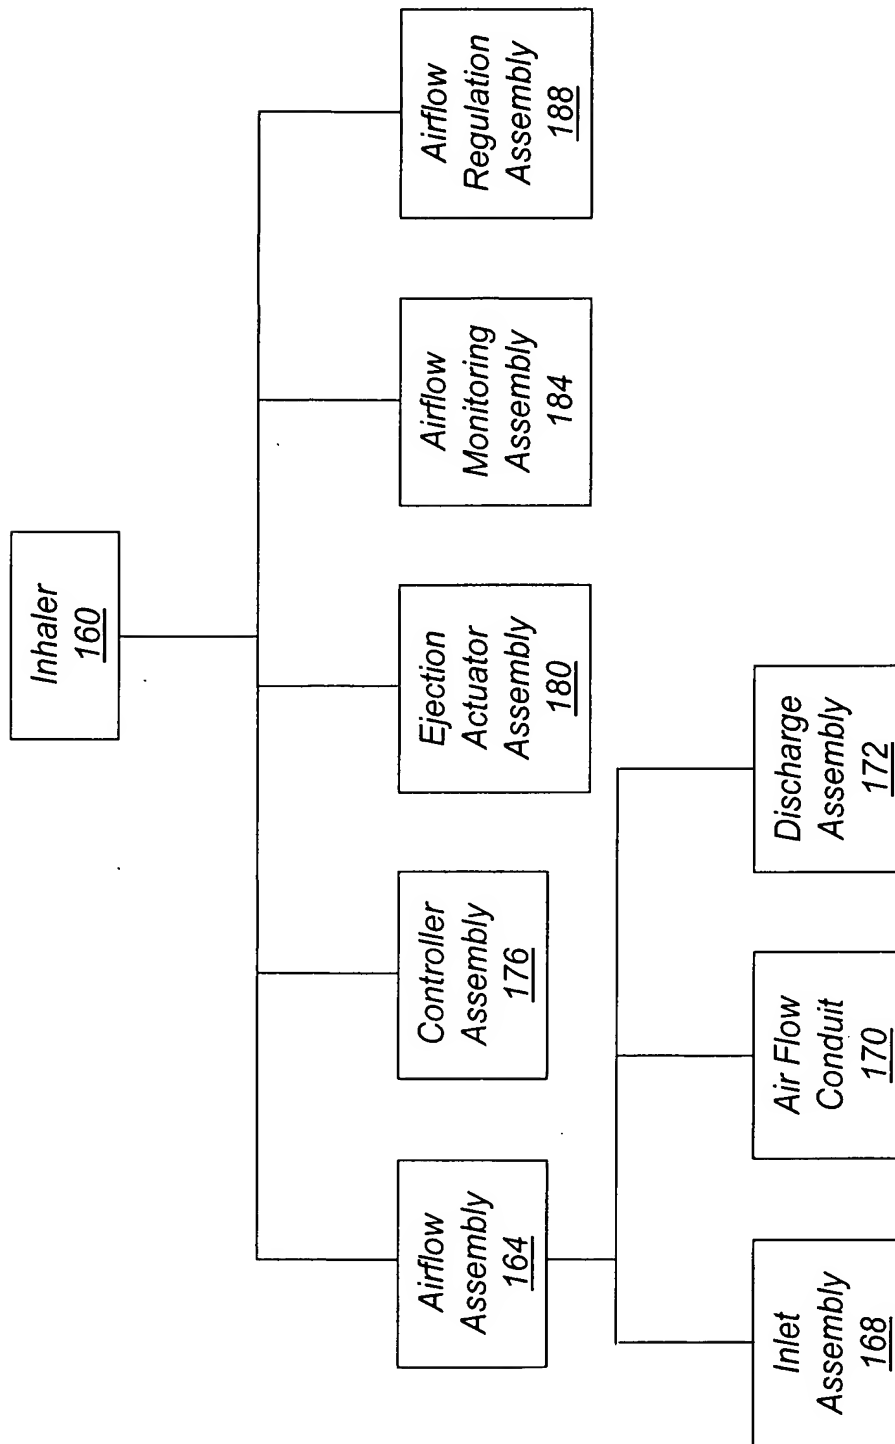 Inhaler
160
Airflow
Assembly
164
Controller
Assembly
176
Ejection
Actuator
Assembly
180
Airflow
Monitoring
Assembly
184
Airflow
Regulation
Assembly
188
Inlet
Assembly
168
Air Flow
Conduit
170
Discharge
Assembly
172